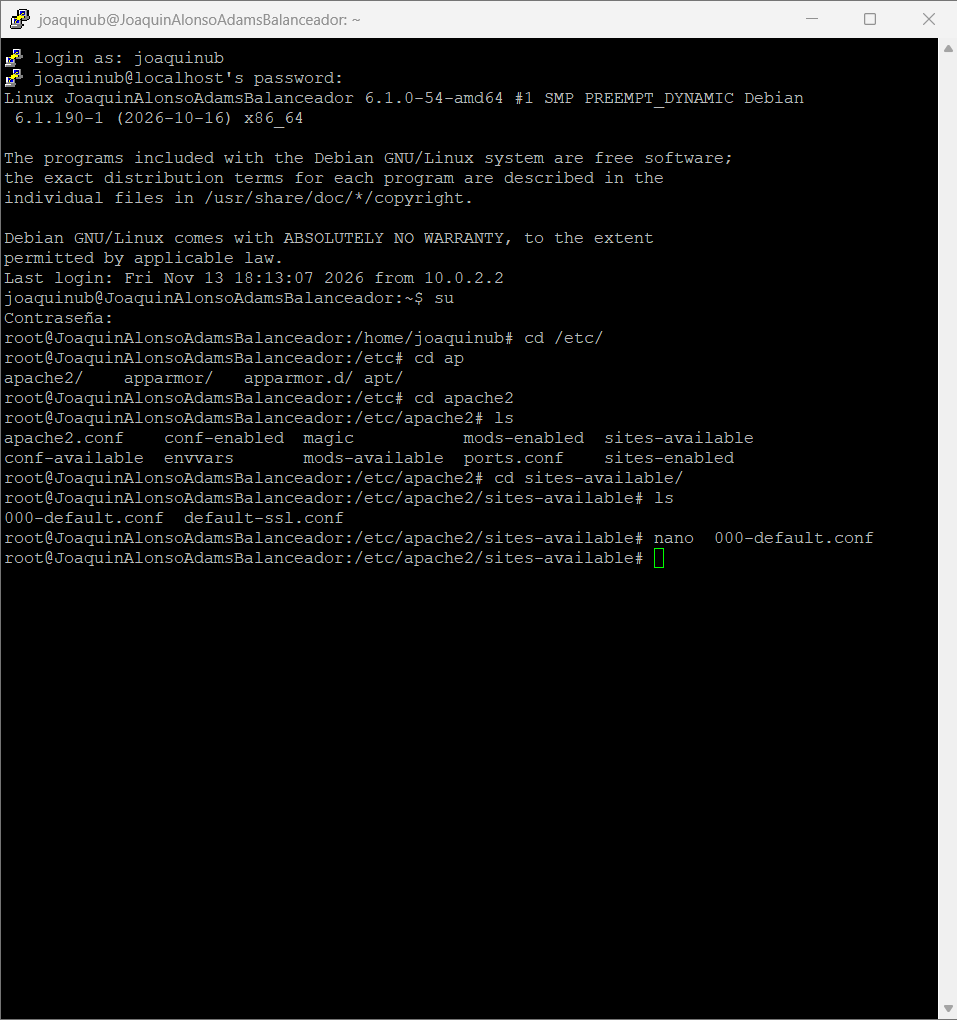 joaquinub@JoaquinAlonsoAdamsBalanceador: ~
login as: joaquinub
joaquinub@localhost's password:
Linux JoaquinAlonsoAdamsBalanceador 6.1.0-54-amd64 #1 SMP PREEMPT_DYNAMIC Debian
 6.1.190-1 (2026-10-16) x86_64
The programs included with the Debian GNU/Linux system are free software;
the exact distribution terms for each program are described in the
individual files in /usr/share/doc/*/copyright.
Debian GNU/Linux comes with ABSOLUTELY NO WARRANTY, to the extent
permitted by applicable law.
Last login: Fri Nov 13 18:13:07 2026 from 10.0.2.2
joaquinub@JoaquinAlonsoAdamsBalanceador:~$ su
Contraseña:
root@JoaquinAlonsoAdamsBalanceador:/home/joaquinub# cd /etc/
root@JoaquinAlonsoAdamsBalanceador:/etc# cd ap
apache2/    apparmor/   apparmor.d/ apt/
root@JoaquinAlonsoAdamsBalanceador:/etc# cd apache2
root@JoaquinAlonsoAdamsBalanceador:/etc/apache2# ls
apache2.conf    conf-enabled  magic           mods-enabled  sites-available
conf-available  envvars       mods-available  ports.conf    sites-enabled
root@JoaquinAlonsoAdamsBalanceador:/etc/apache2# cd sites-available/
root@JoaquinAlonsoAdamsBalanceador:/etc/apache2/sites-available# ls
000-default.conf  default-ssl.conf
root@JoaquinAlonsoAdamsBalanceador:/etc/apache2/sites-available# nano  000-default.conf
root@JoaquinAlonsoAdamsBalanceador:/etc/apache2/sites-available#